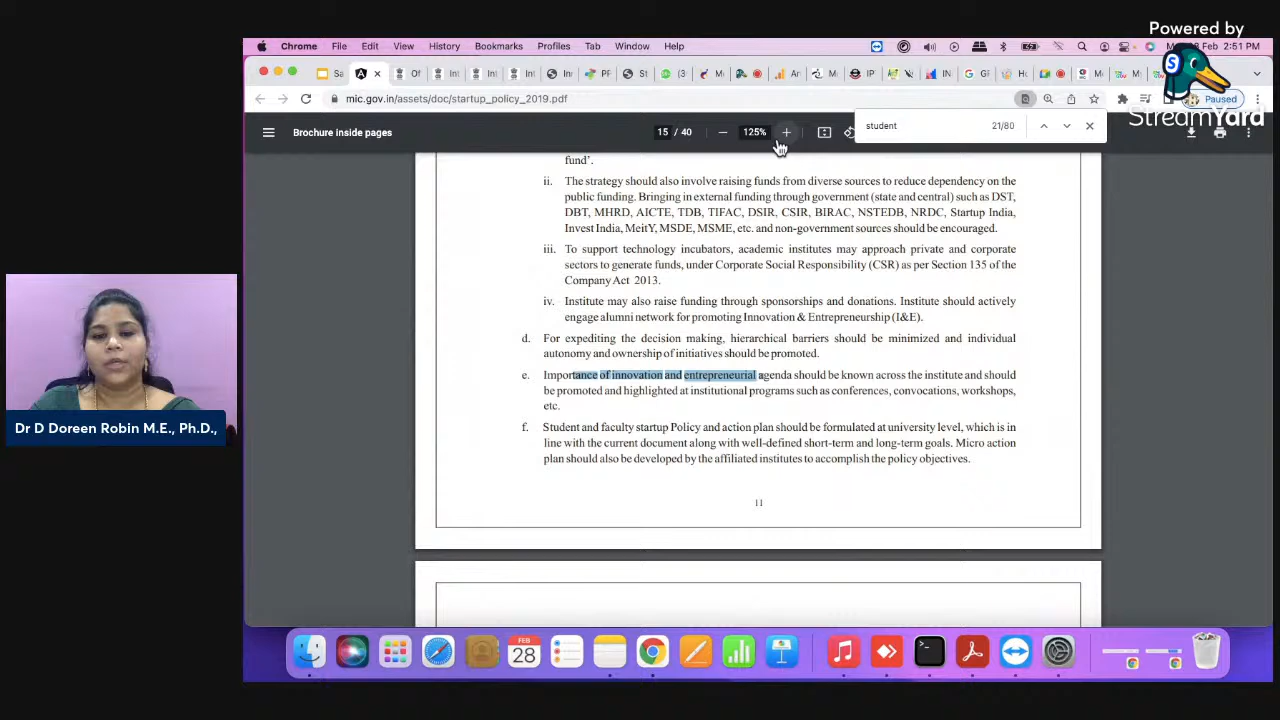 Powered by
StreamYard
Chrome File Edit View History Bookmarks Profiles Tab Window Help
Feb 2:51 PM
mic.gov.in/assets/doc/startup_policy_2019.pdf
Paused
Brochure inside pages
15 / 40
125%
student
21/80
fund'.
ii. The strategy should also involve raising funds from diverse sources to reduce dependency on the
public funding. Bringing in external funding through government (state and central) such as DST,
DBT, MHRD, AICTE, TDB, TIFAC, DSIR, CSIR, BIRAC, NSTEDB, NRDC, Startup India,
Invest India, MeitY, MSDE, MSME, etc. and non-government sources should be encouraged.
iii. To support technology incubators, academic institutes may approach private and corporate
sectors to generate funds, under Corporate Social Responsibility (CSR) as per Section 135 of the
Company Act 2013.
iv. Institute may also raise funding through sponsorships and donations. Institute should actively
engage alumni network for promoting Innovation & Entrepreneurship (I&E).
d. For expediting the decision making, hierarchical barriers should be minimized and individual
autonomy and ownership of initiatives should be promoted.
e. Importance of innovation and entrepreneurial agenda should be known across the institute and should
be promoted and highlighted at institutional programs such as conferences, convocations, workshops,
etc.
f. Student and faculty startup Policy and action plan should be formulated at university level, which is in
line with the current document along with well-defined short-term and long-term goals. Micro action
plan should also be developed by the affiliated institutes to accomplish the policy objectives.
11
Dr D Doreen Robin M.E., Ph.D.,
FEB
28